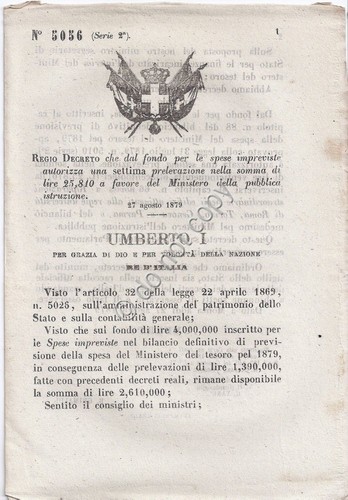 N° 5056 (Serie 2ª).
1
REGIO DECRETO che dal fondo per le spese impreviste
autorizza una settima prelevazione nella somma di
lire 25,810 a favore del Ministero della pubblica
istruzione.
27 agosto 1879
UMBERTO I
PER GRAZIA DI DIO E PER VOLONTÀ DELLA NAZIONE
RE D'ITALIA
Visto l'articolo 32 della legge 22 aprile 1869,
n. 5026, sull'amministrazione del patrimonio dello
Stato e sulla contabilità generale;
Visto che sul fondo di lire 4,000,000 inscritto per
le Spese impreviste nel bilancio definitivo di previ-
sione della spesa del Ministero del tesoro pel 1879,
in conseguenza delle prelevazioni di lire 1,390,000,
fatte con precedenti decreti reali, rimane disponibile
la somma di lire 2,610,000;
Sentito il consiglio dei ministri;